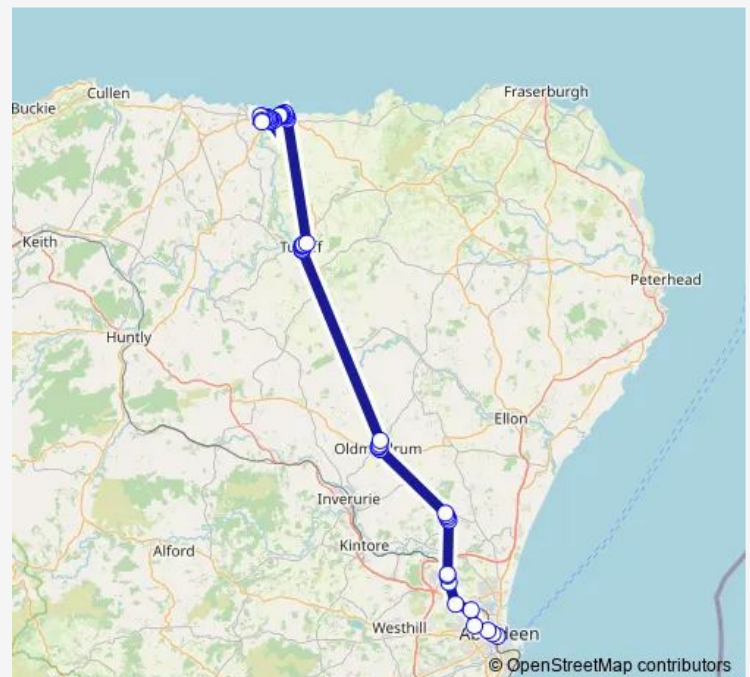 Fraserburgh
Cullen
Buckie
Keith
Peterhead
Huntly
Ellon
Inverurie
Kintore
Alford
Westhill
© OpenStreetMap contributors